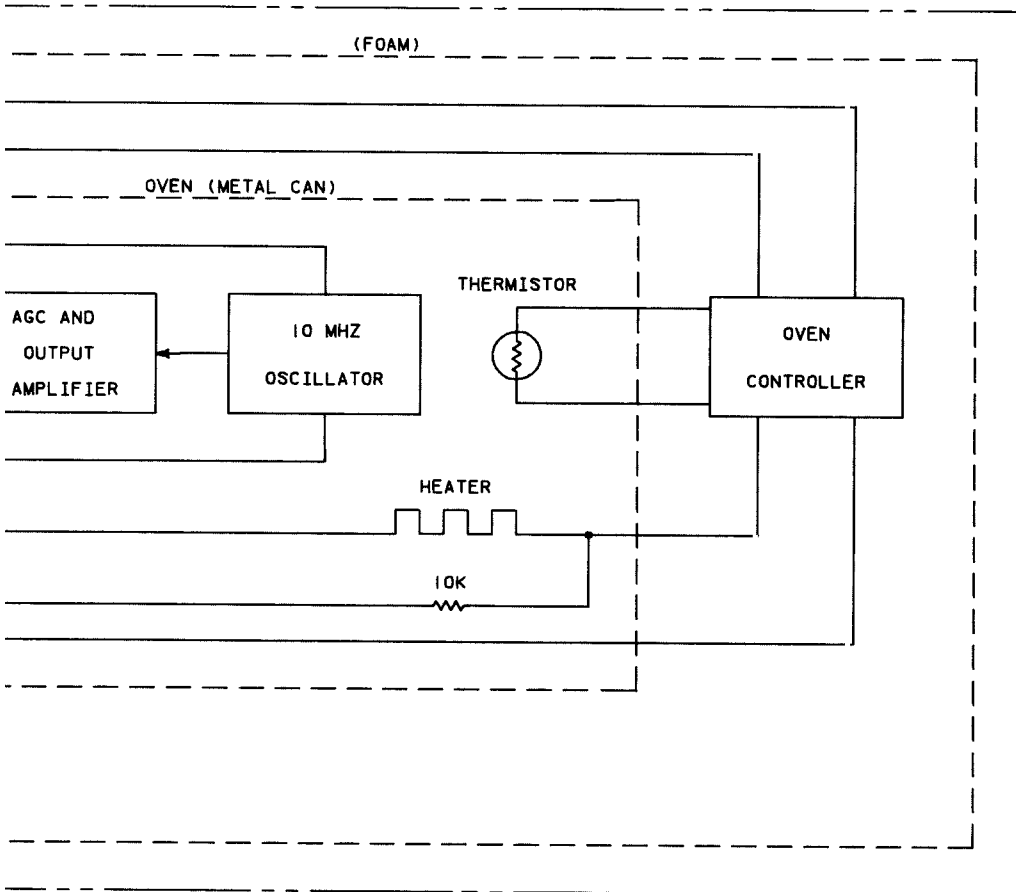 (FOAM)
OVEN (METAL CAN)
THERMISTOR
AGC AND
OUTPUT
AMPLIFIER
10 MHZ
OSCILLATOR
OVEN
CONTROLLER
HEATER
10K